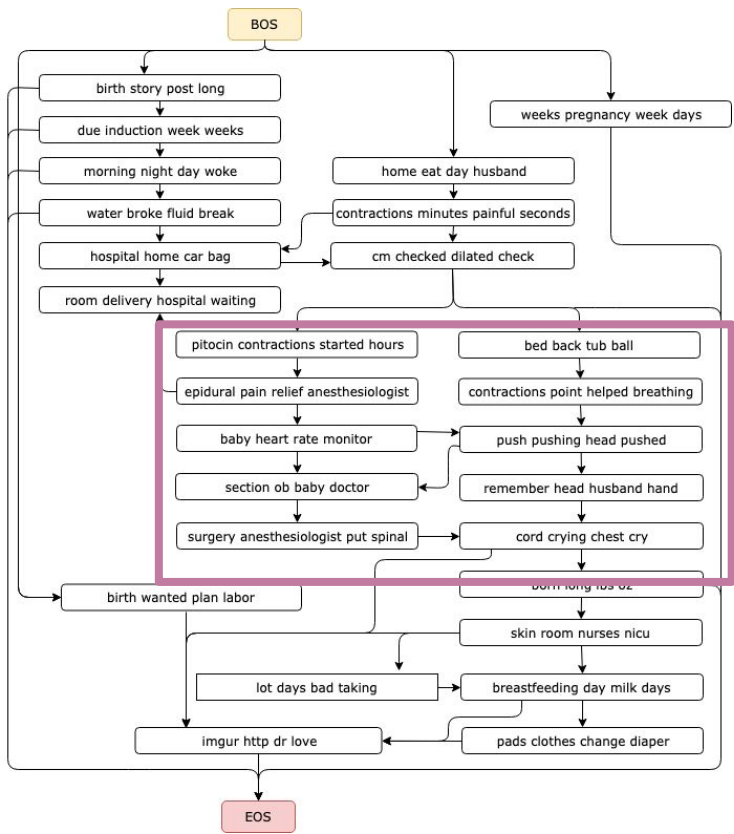 BOS
birth story post long
weeks pregnancy week days
due induction week weeks
morning night day woke
home eat day husband
water broke fluid break
contractions minutes painful seconds
hospital home car bag
cm checked dilated check
room delivery hospital waiting
pitocin contractions started hours
bed back tub ball
epidural pain relief anesthesiologist
contractions point helped breathing
baby heart rate monitor
push pushing head pushed
section ob baby doctor
remember head husband hand
surgery anesthesiologist put spinal
cord crying chest cry
born long lbs oz
birth wanted plan labor
skin room nurses nicu
lot days bad taking
breastfeeding day milk days
imgur http dr love
pads clothes change diaper
EOS